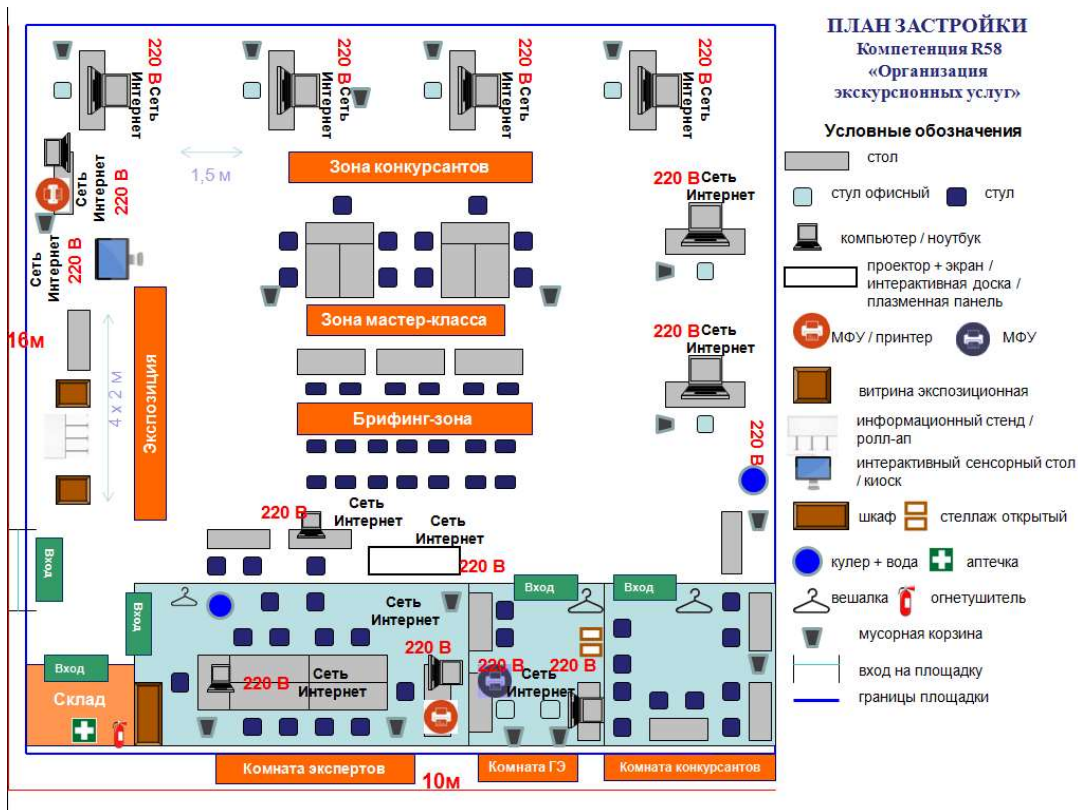 ПЛАН ЗАСТРОЙКИ
Компетенция R58
«Организация
экскурсионных услуг»
Условные обозначения
стол
стул офисный
стул
компьютер / ноутбук
проектор + экран /
интерактивная доска /
плазменная панель
МФУ / принтер
МФУ
витрина экспозиционная
информационный стенд /
ролл-ап
интерактивный сенсорный стол
/ киоск
шкаф
стеллаж открытый
кулер + вода
аптечка
вешалка
огнетушитель
мусорная корзина
вход на площадку
границы площадки
220 В
Сеть
Интернет
220 В
Сеть
Интернет
220 В
Сеть
Интернет
220 В
Сеть
Интернет
1,5 м
Зона конкурсантов
Сеть
Интернет
220 В
220 В
Сеть
Интернет
Сеть
Интернет
220 В
16м
4 х 2 м
Экспозиция
Зона мастер-класса
220 В
Сеть
Интернет
Брифинг-зона
220 В
220 В
Сеть
Интернет
Сеть
Интернет
220 В
Вход
Вход
Вход
Вход
Вход
Склад
Сеть
Интернет
220 В
Сеть
Интернет
220 В
220 В
220 В
Сеть
Интернет
Комната экспертов
Комната ГЭ
Комната конкурсантов
10м